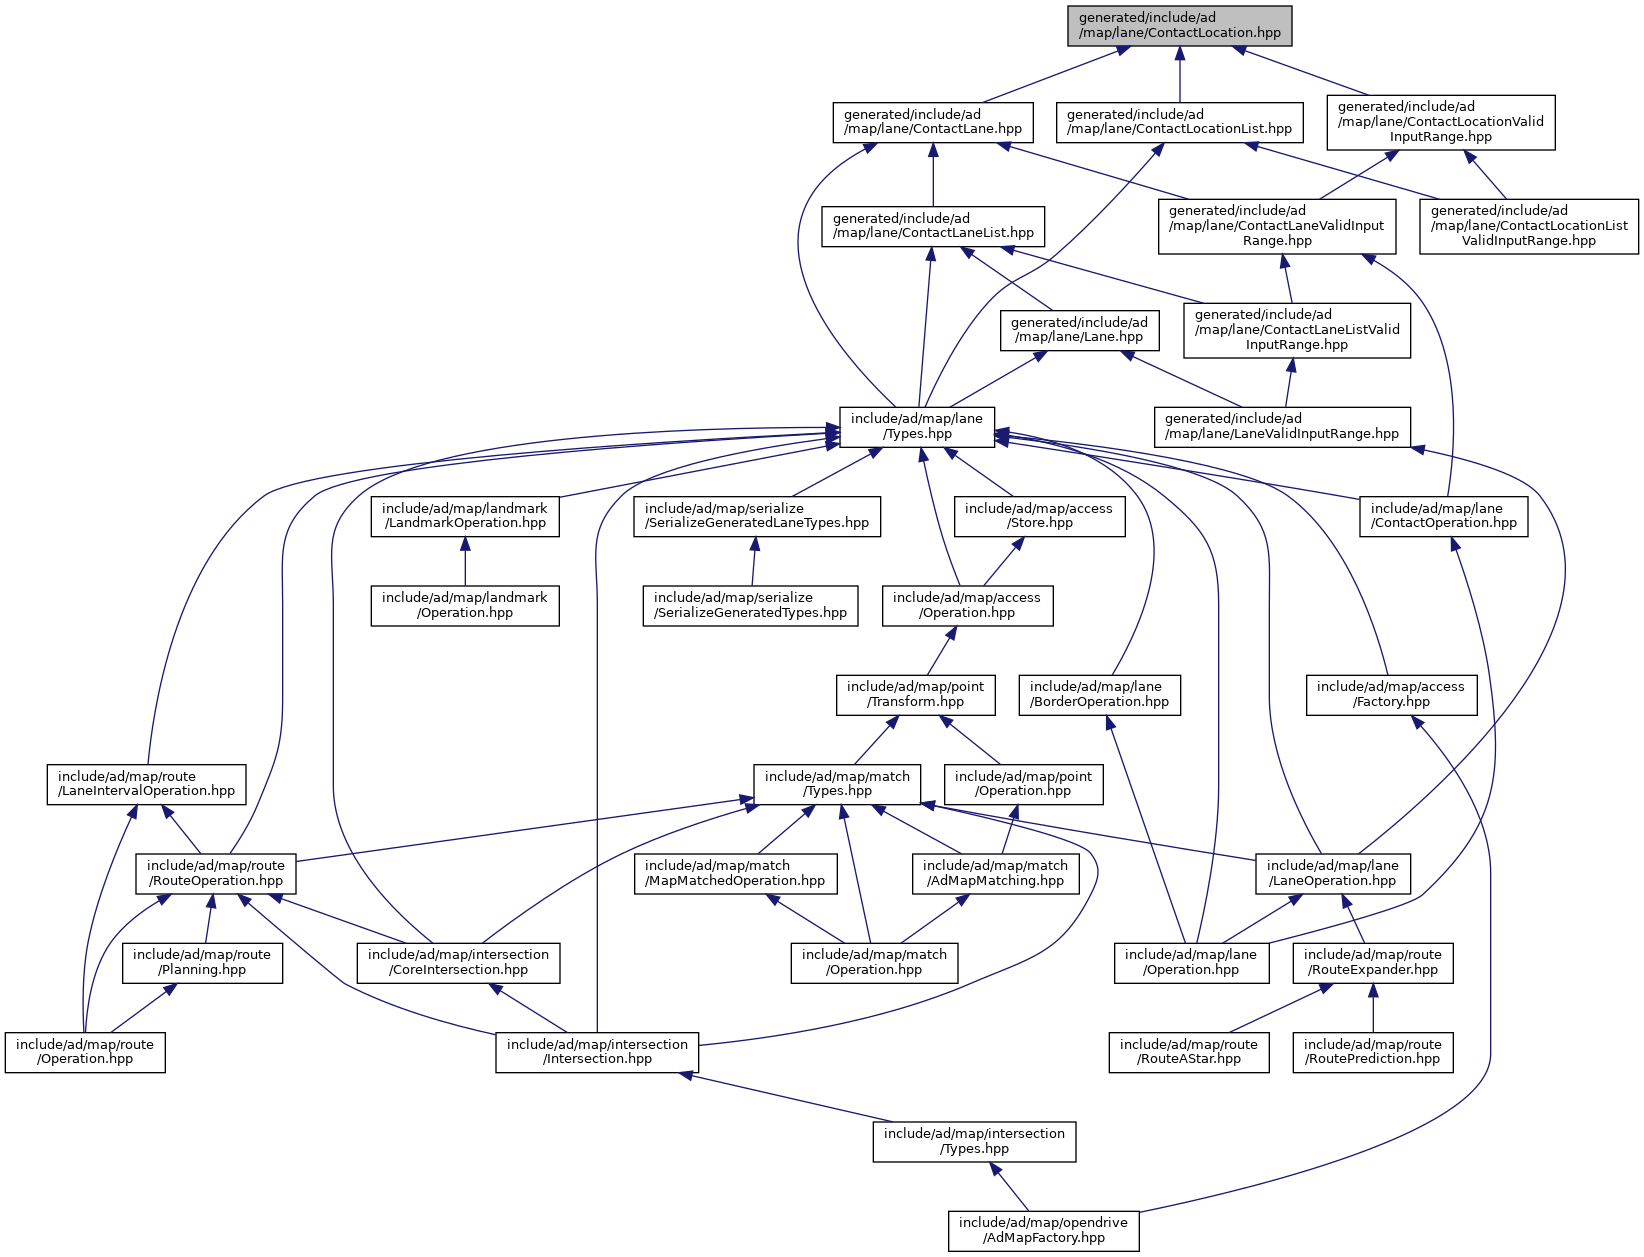 generated/include/ad
/map/lane/ContactLocation.hpp
generated/include/ad
/map/lane/ContactLane.hpp
generated/include/ad
/map/lane/ContactLocationList.hpp
generated/include/ad
/map/lane/ContactLocationValid
InputRange.hpp
generated/include/ad
/map/lane/ContactLaneList.hpp
generated/include/ad
/map/lane/ContactLaneValidInput
Range.hpp
generated/include/ad
/map/lane/ContactLocationList
ValidInputRange.hpp
generated/include/ad
/map/lane/Lane.hpp
generated/include/ad
/map/lane/ContactLaneListValid
InputRange.hpp
include/ad/map/lane
/Types.hpp
generated/include/ad
/map/lane/LaneValidInputRange.hpp
include/ad/map/landmark
/LandmarkOperation.hpp
include/ad/map/serialize
/SerializeGeneratedLaneTypes.hpp
include/ad/map/access
/Store.hpp
include/ad/map/lane
/ContactOperation.hpp
include/ad/map/landmark
/Operation.hpp
include/ad/map/serialize
/SerializeGeneratedTypes.hpp
include/ad/map/access
/Operation.hpp
include/ad/map/point
/Transform.hpp
include/ad/map/lane
/BorderOperation.hpp
include/ad/map/access
/Factory.hpp
include/ad/map/route
/LaneIntervalOperation.hpp
include/ad/map/match
/Types.hpp
include/ad/map/point
/Operation.hpp
include/ad/map/route
/RouteOperation.hpp
include/ad/map/match
/MapMatchedOperation.hpp
include/ad/map/match
/AdMapMatching.hpp
include/ad/map/lane
/LaneOperation.hpp
include/ad/map/route
/Planning.hpp
include/ad/map/intersection
/CoreIntersection.hpp
include/ad/map/match
/Operation.hpp
include/ad/map/lane
/Operation.hpp
include/ad/map/route
/RouteExpander.hpp
include/ad/map/route
/Operation.hpp
include/ad/map/intersection
/Intersection.hpp
include/ad/map/route
/RouteAStar.hpp
include/ad/map/route
/RoutePrediction.hpp
include/ad/map/intersection
/Types.hpp
include/ad/map/opendrive
/AdMapFactory.hpp